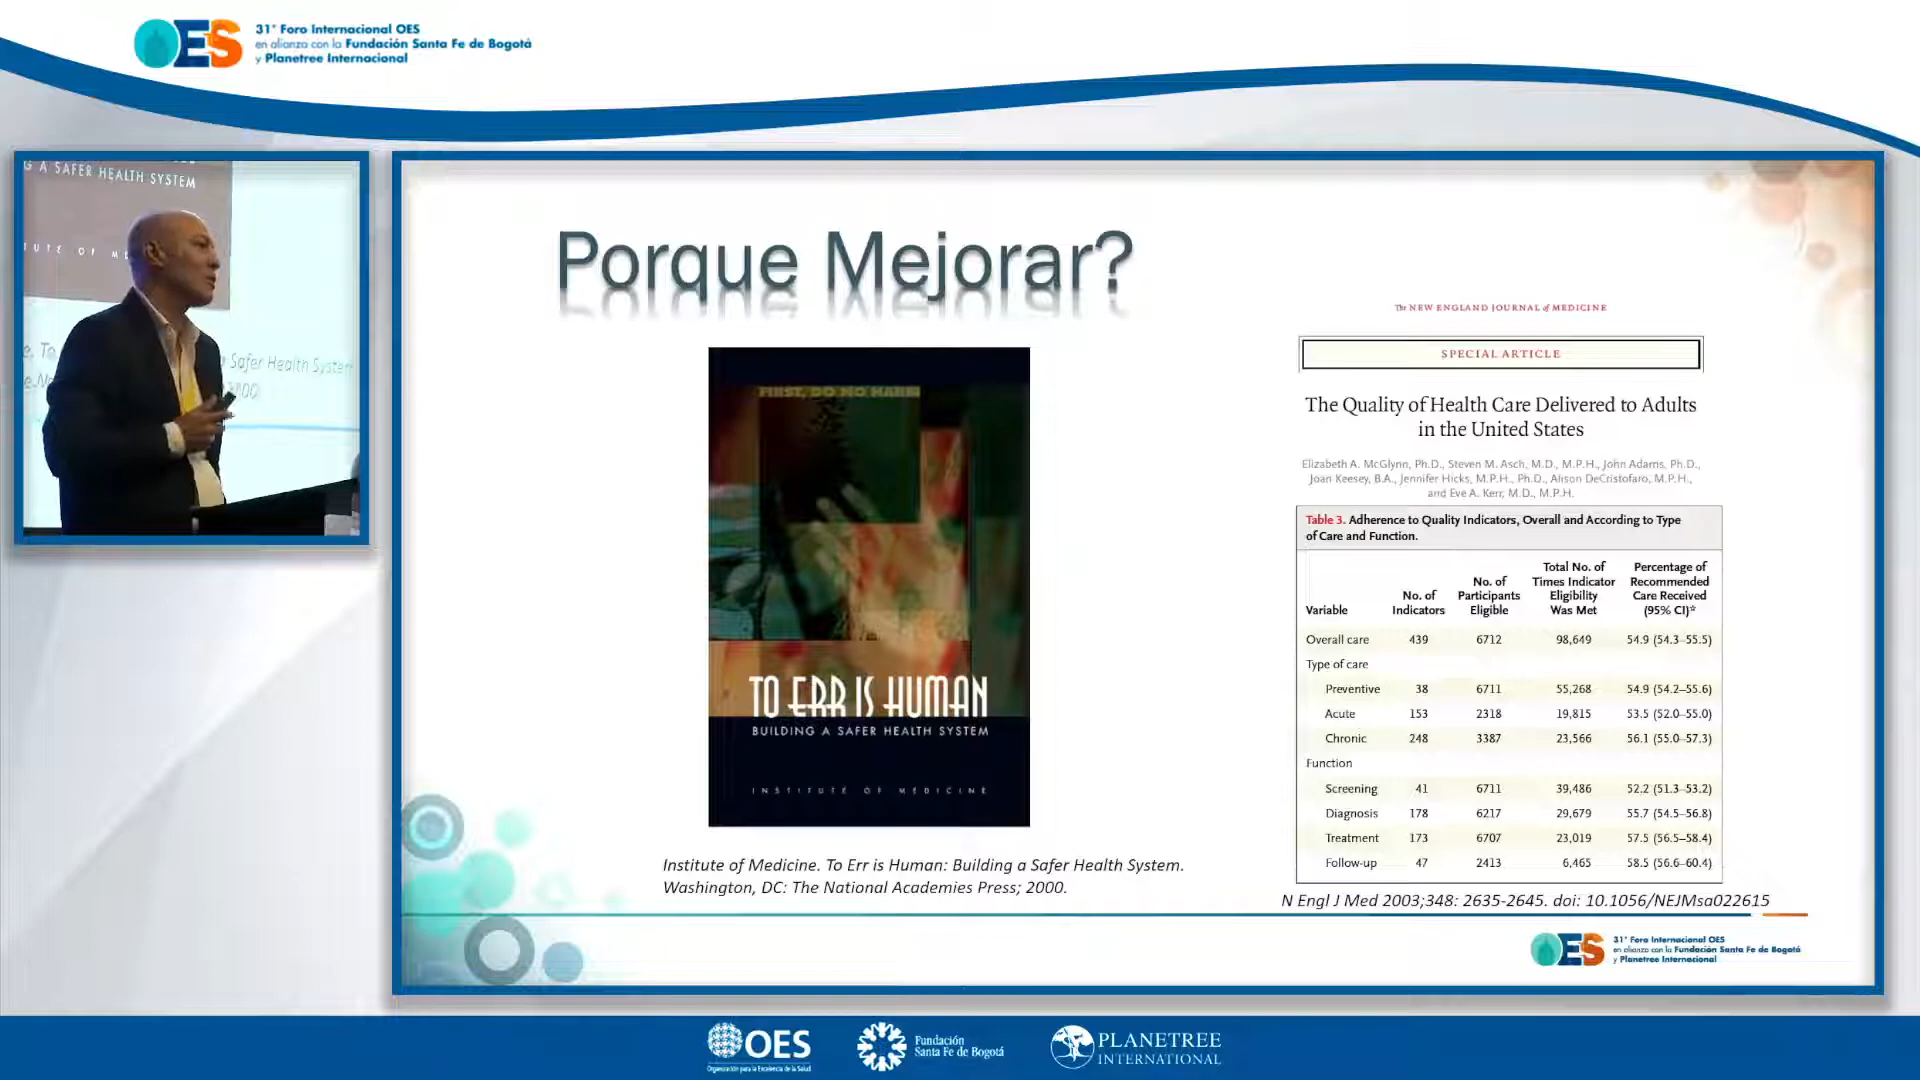 OES
31° Foro Internacional OES
en alianza con la Fundación Santa Fe de Bogotá
y Planetree Internacional
G A SAFER HEALTH SYSTEM
Safer Health System
Porque Mejorar?
FIRST, DO NO HARM
TO ERR IS HUMAN
BUILDING A SAFER HEALTH SYSTEM
INSTITUTE OF MEDICINE
Institute of Medicine. To Err is Human: Building a Safer Health System.
Washington, DC: The National Academies Press; 2000.
The NEW ENGLAND JOURNAL of MEDICINE
SPECIAL ARTICLE
The Quality of Health Care Delivered to Adults
in the United States
Elizabeth A. McGlynn, Ph.D., Steven M. Asch, M.D., M.P.H., John Adams, Ph.D.,
Joan Keesey, B.A., Jennifer Hicks, M.P.H., Ph.D., Alison DeCristofaro, M.P.H.,
and Eve A. Kerr, M.D., M.P.H.
Table 3. Adherence to Quality Indicators, Overall and According to Type
of Care and Function.
Variable No. of Indicators No. of Participants Eligible Total No. of Times Indicator Eligibility Was Met Percentage of Recommended Care Received (95% CI)*
Overall care 439 6712 98,649 54.9 (54.3–55.5)
Type of care
Preventive 38 6711 55,268 54.9 (54.2–55.6)
Acute 153 2318 19,815 53.5 (52.0–55.0)
Chronic 248 3387 23,566 56.1 (55.0–57.3)
Function
Screening 41 6711 39,486 52.2 (51.3–53.2)
Diagnosis 178 6217 29,679 55.7 (54.5–56.8)
Treatment 173 6707 23,019 57.5 (56.5–58.4)
Follow-up 47 2413 6,465 58.5 (56.6–60.4)
N Engl J Med 2003;348: 2635-2645. doi: 10.1056/NEJMsa022615
OES
31° Foro Internacional OES
en alianza con la Fundación Santa Fe de Bogotá
y Planetree Internacional
OES
Organización para la Excelencia de la Salud
Fundación
Santa Fe de Bogotá
PLANETREE
INTERNATIONAL